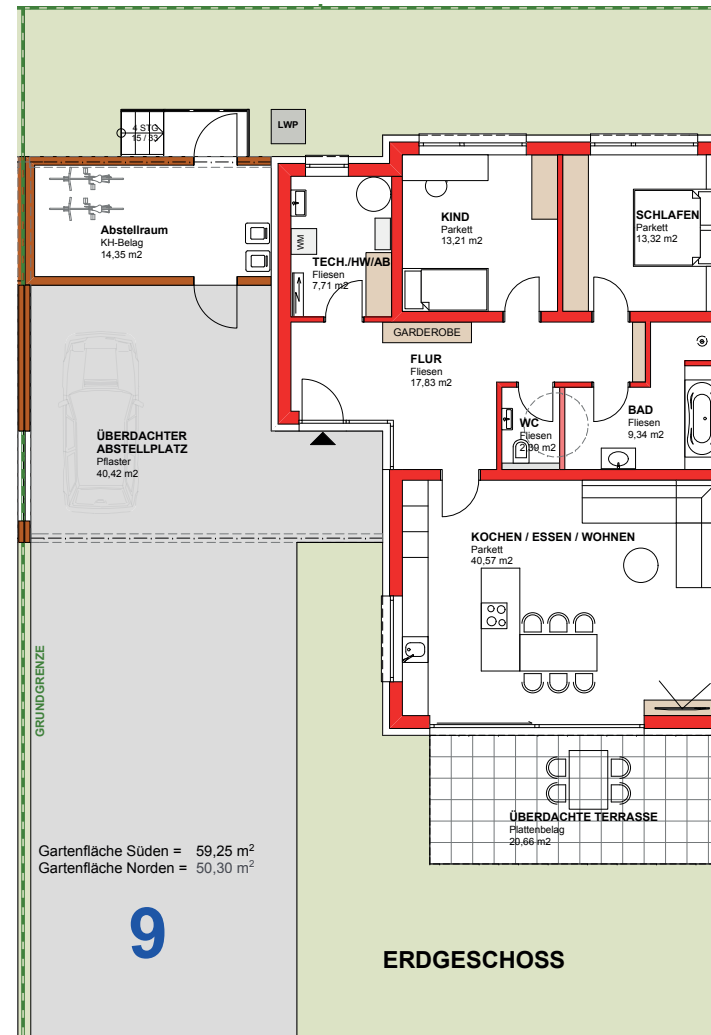 4 STG
15 / 33
LWP
Abstellraum
KH-Belag
14,35 m2
WM
TECH./HW/AB
Fliesen
7,71 m2
KIND
Parkett
13,21 m2
SCHLAFEN
Parkett
13,32 m2
GARDEROBE
FLUR
Fliesen
17,83 m2
WC
Fliesen
2,39 m2
BAD
Fliesen
9,34 m2
ÜBERDACHTER
ABSTELLPLATZ
Pflaster
40,42 m2
KOCHEN / ESSEN / WOHNEN
Parkett
40,57 m2
GRUNDGRENZE
ÜBERDACHTE TERRASSE
Plattenbelag
20,66 m2
Gartenfläche Süden = 59,25 m²
Gartenfläche Norden = 50,30 m²
9
ERDGESCHOSS